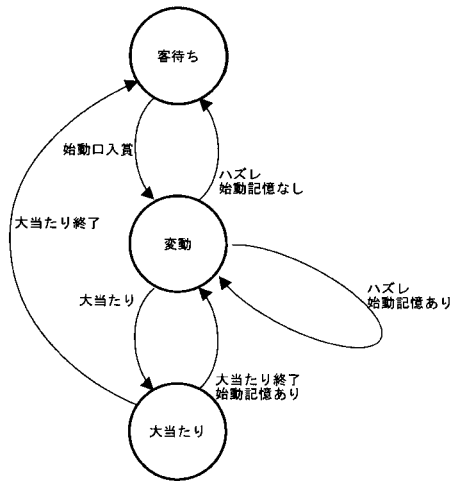 客待ち
始動口入賞
ハズレ
始動記憶なし
大当たり終了
変動
大当たり
ハズレ
始動記憶あり
大当たり終了
始動記憶あり
大当たり